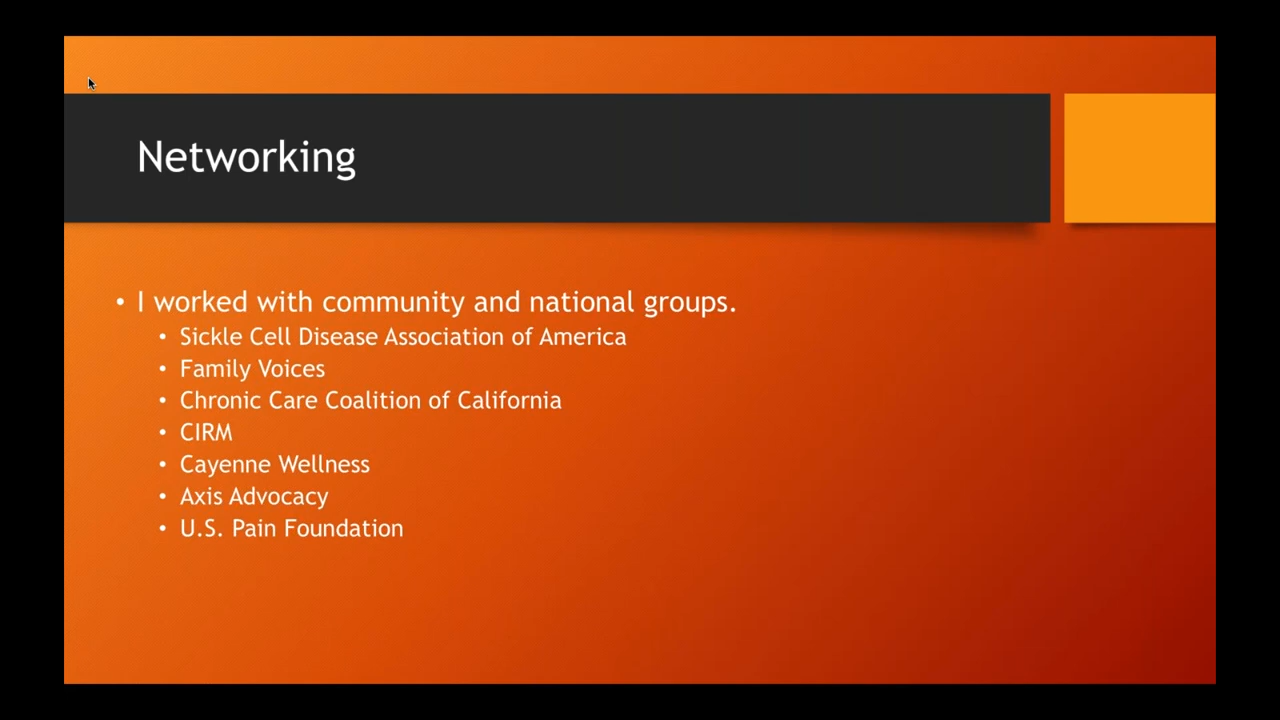 Networking
• I worked with community and national groups.
• Sickle Cell Disease Association of America
• Family Voices
• Chronic Care Coalition of California
• CIRM
• Cayenne Wellness
• Axis Advocacy
• U.S. Pain Foundation